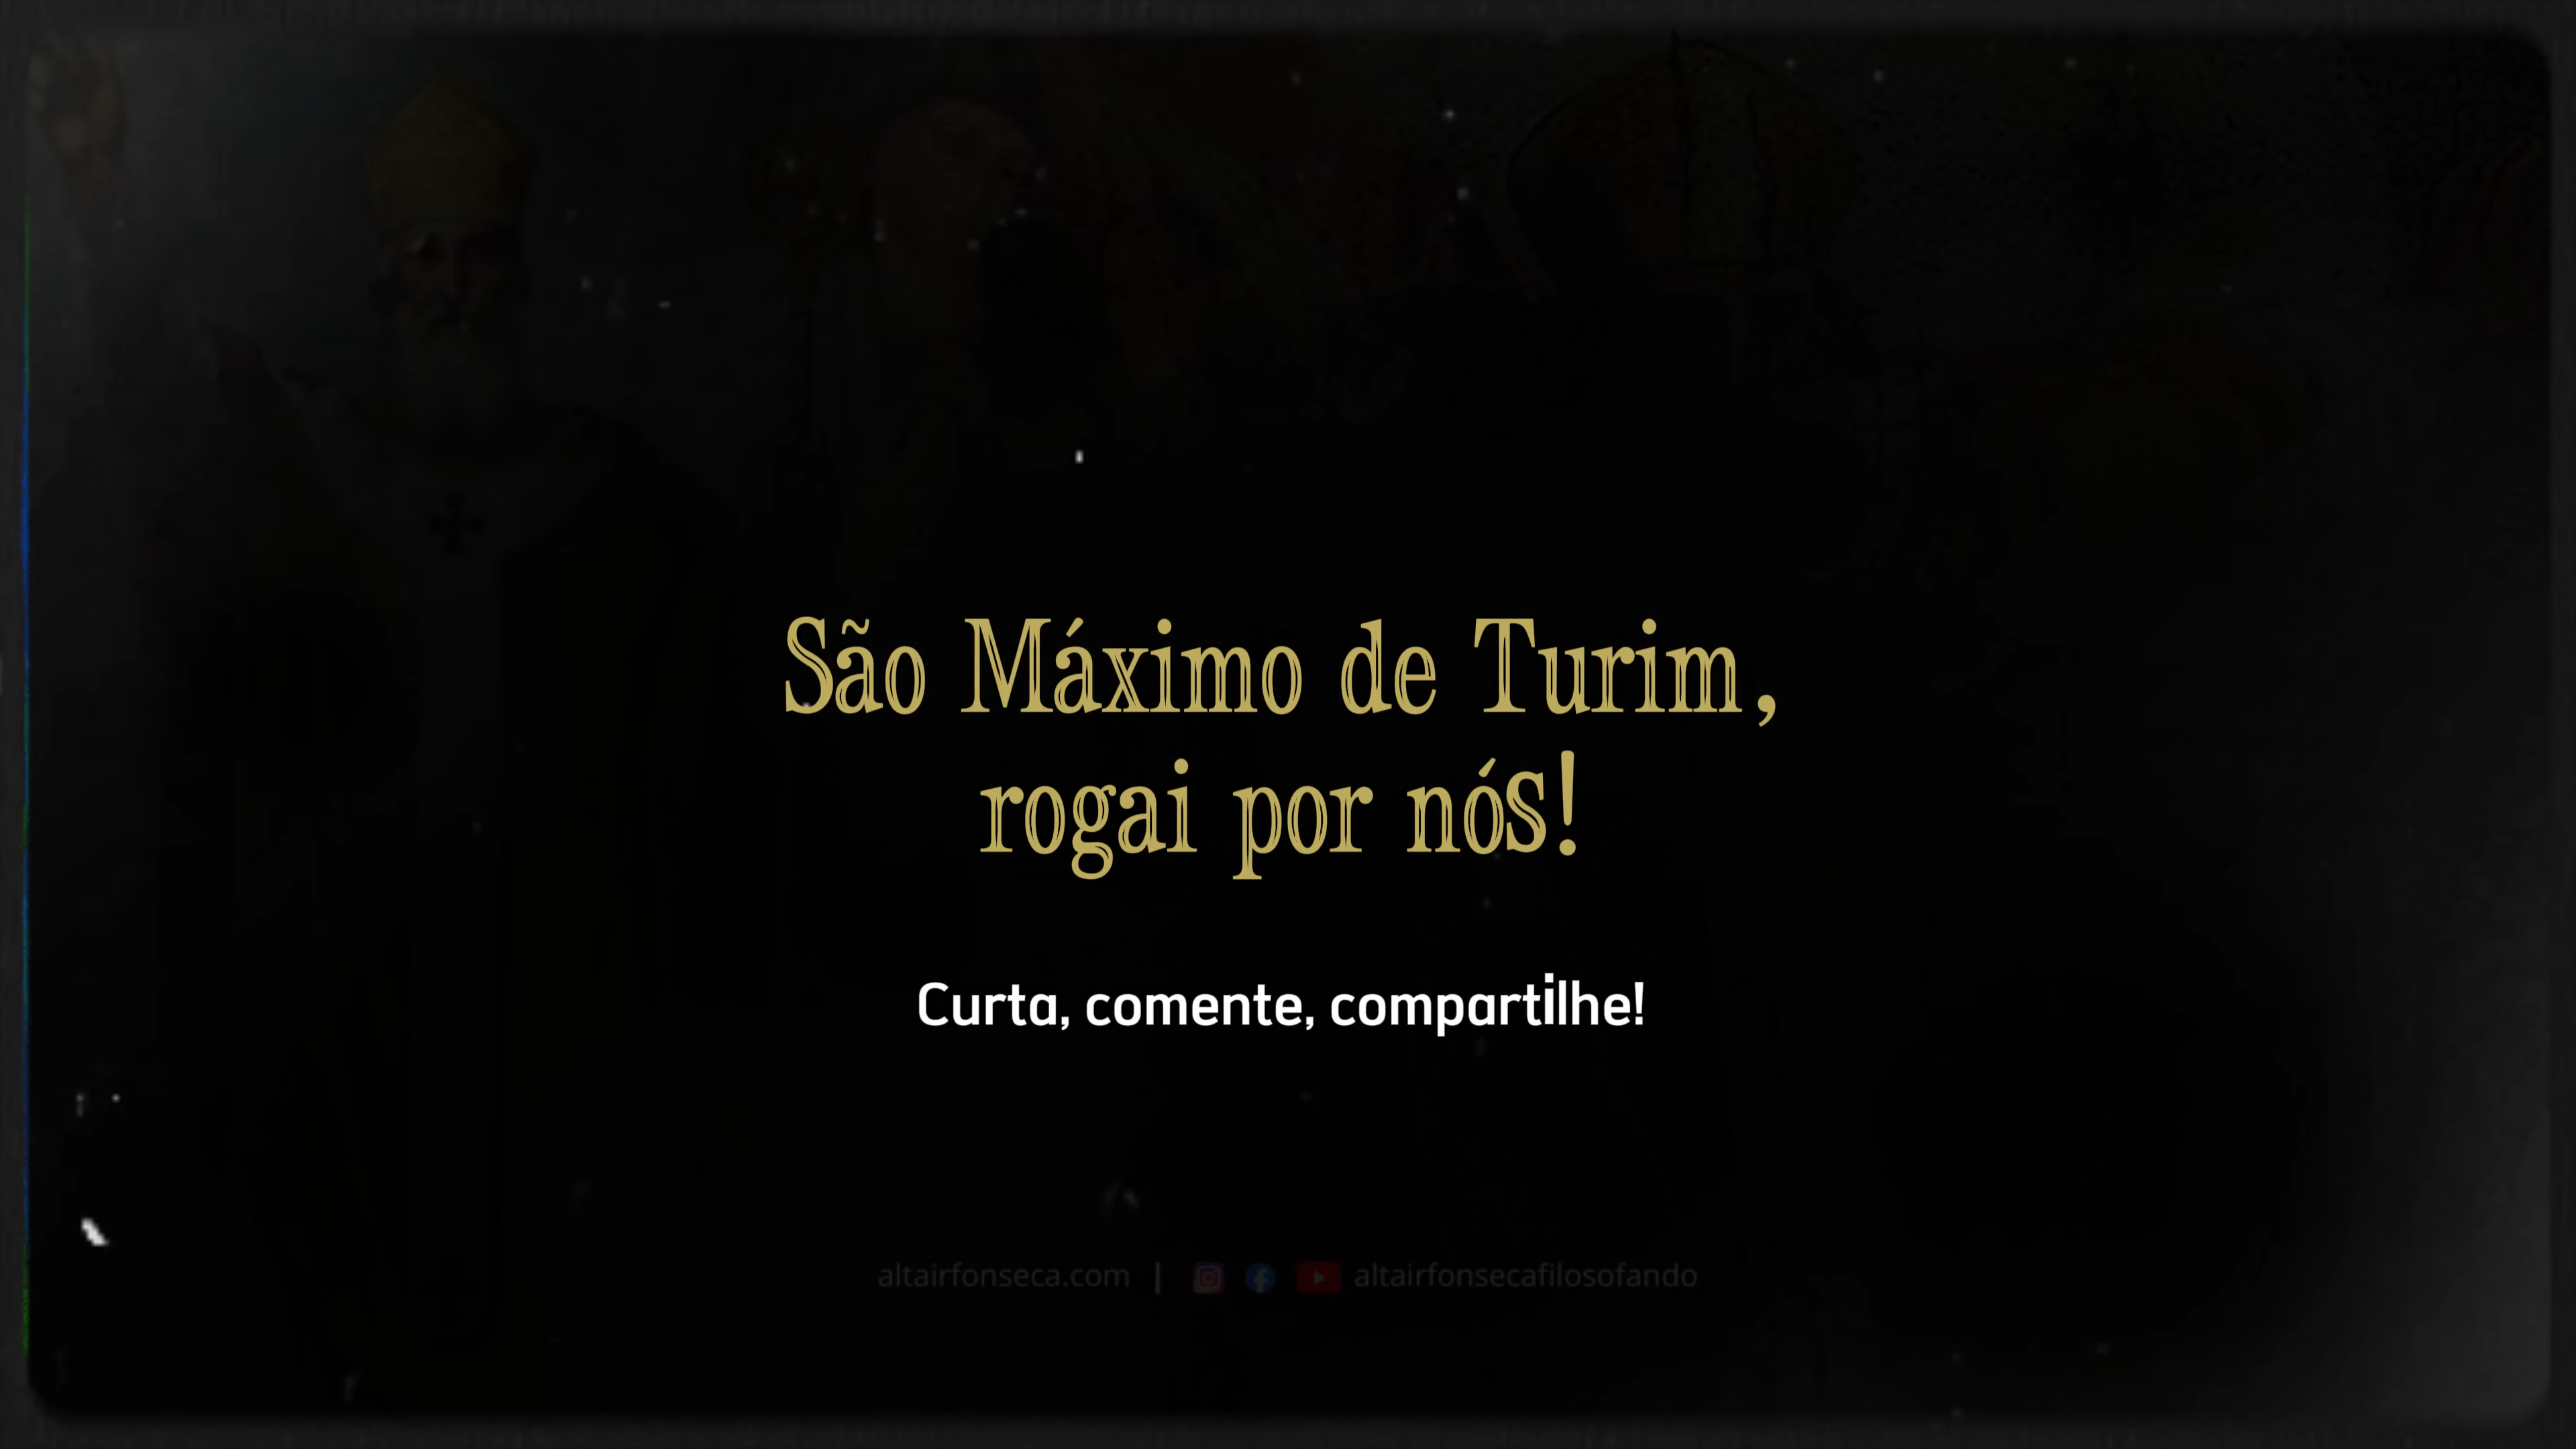 São Máximo de Turim,
rogai por nós!
Curta, comente, compartilhe!
altairfonseca.com | altairfonsecafilosofando